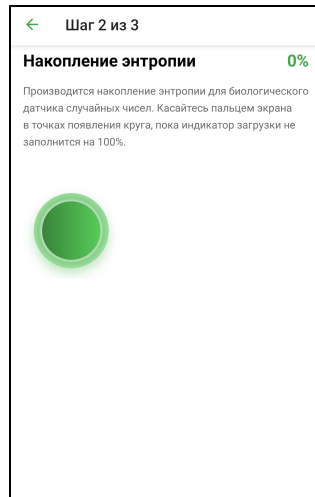 Шаг 2 из 3
Накопление энтропии 0%
Производится накопление энтропии для биологического
датчика случайных чисел. Касайтесь пальцем экрана
в точках появления круга, пока индикатор загрузки не
заполнится на 100%.